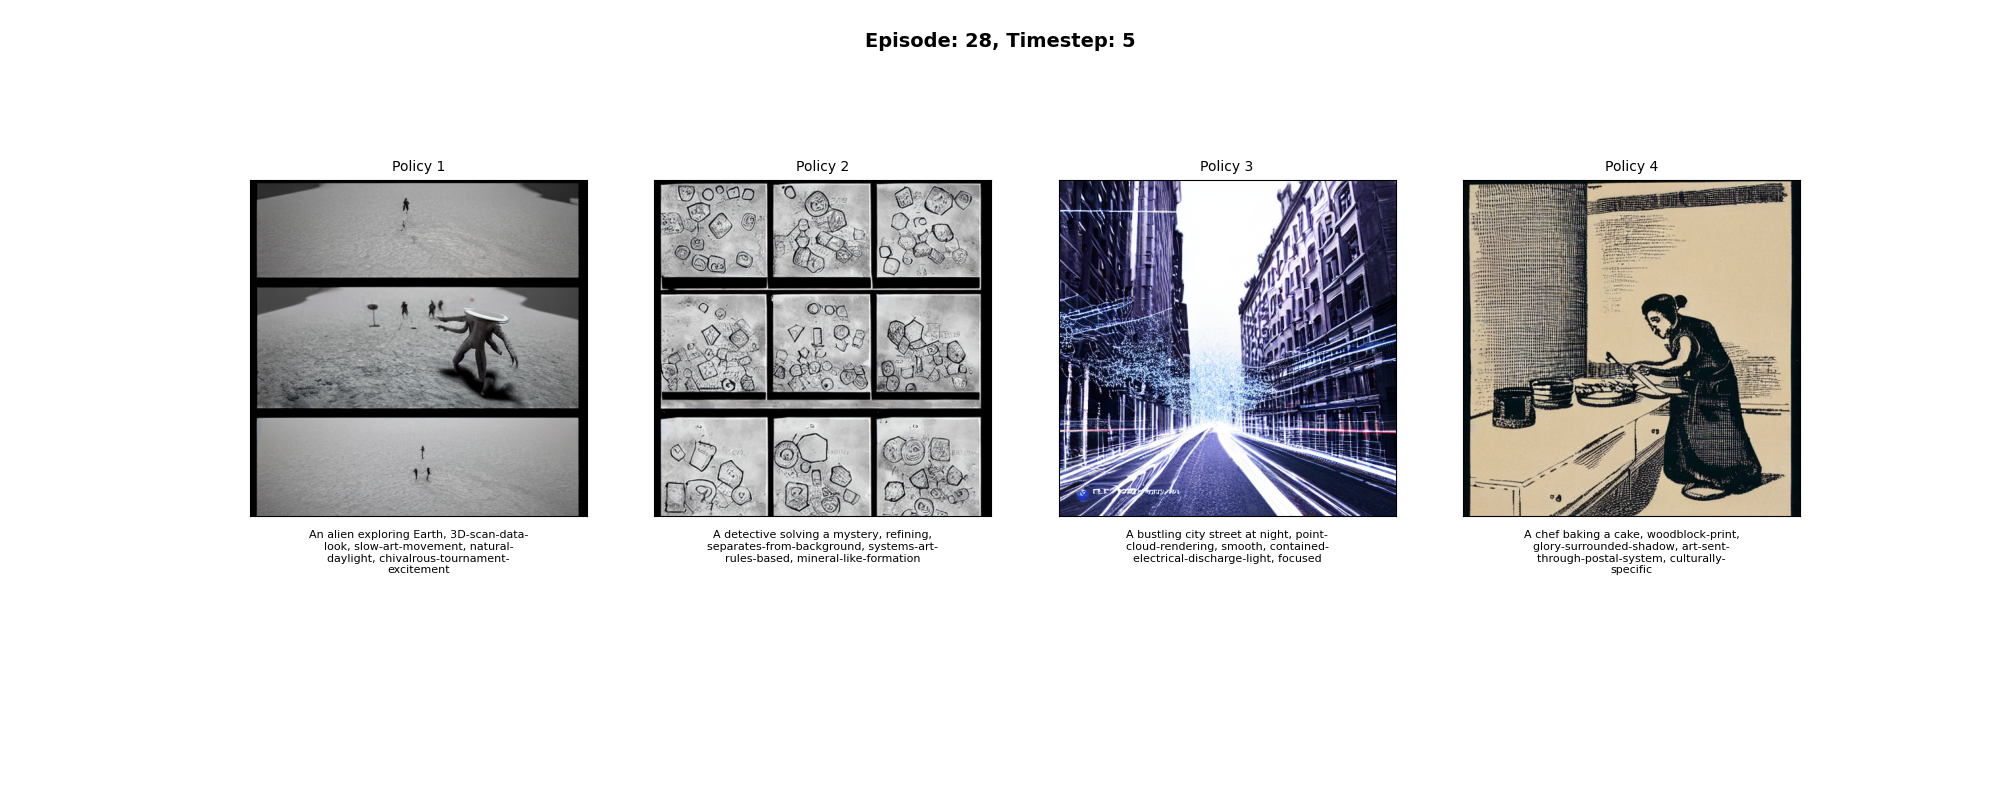 Episode: 28, Timestep: 5
Policy 1
Policy 2
Policy 3
Policy 4
An alien exploring Earth, 3D-scan-data-
look, slow-art-movement, natural-
daylight, chivalrous-tournament-
excitement
A detective solving a mystery, refining,
separates-from-background, systems-art-
rules-based, mineral-like-formation
A bustling city street at night, point-
cloud-rendering, smooth, contained-
electrical-discharge-light, focused
A chef baking a cake, woodblock-print,
glory-surrounded-shadow, art-sent-
through-postal-system, culturally-
specific